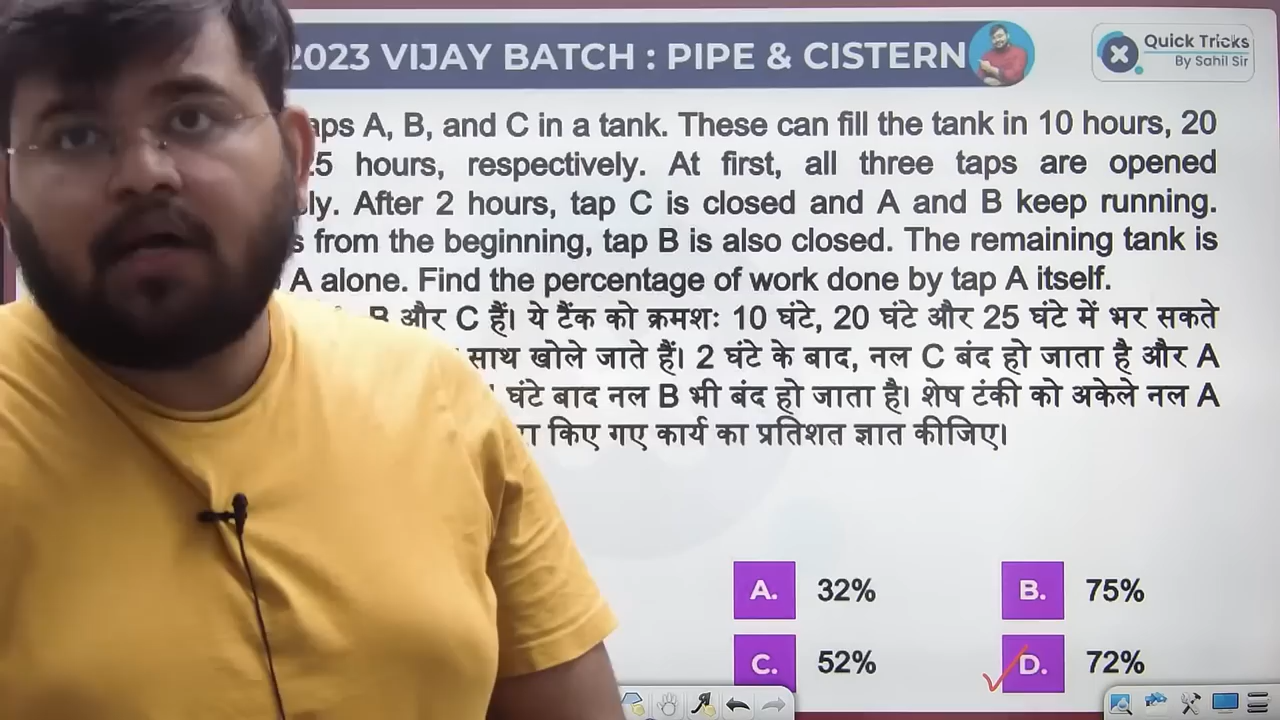 2023 VIJAY BATCH : PIPE & CISTERN
Quick Tricks
By Sahil Sir
A, B, and C in a tank. These can fill the tank in 10 hours, 20
hours, respectively. At first, all three taps are opened
After 2 hours, tap C is closed and A and B keep running.
from the beginning, tap B is also closed. The remaining tank is
A alone. Find the percentage of work done by tap A itself.
और C हैं। ये टैंक को क्रमशः 10 घंटे, 20 घंटे और 25 घंटे में भर सकते
साथ खोले जाते हैं। 2 घंटे के बाद, नल C बंद हो जाता है और A
घंटे बाद नल B भी बंद हो जाता है। शेष टंकी को अकेले नल A
किए गए कार्य का प्रतिशत ज्ञात कीजिए।
A. 32%
B. 75%
C. 52%
D. 72%